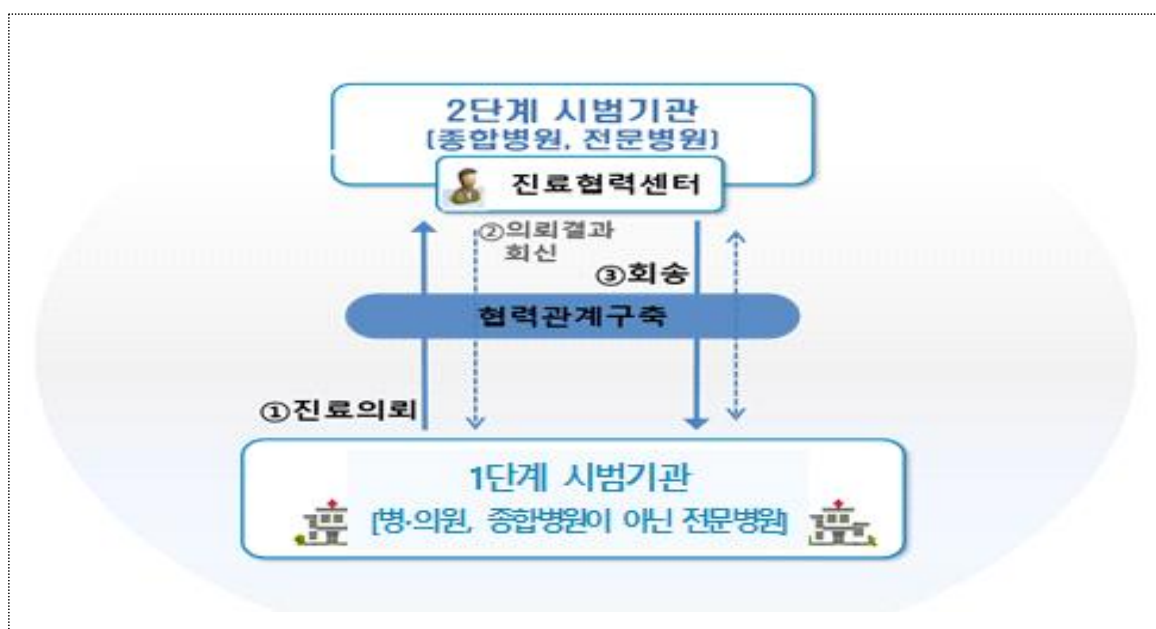 2단계 시범기관
(종합병원, 전문병원)
진료협력센터
②의뢰결과
회신
③회송
협력관계구축
①진료의뢰
1단계 시범기관
[병·의원, 종합병원이 아닌 전문병원]